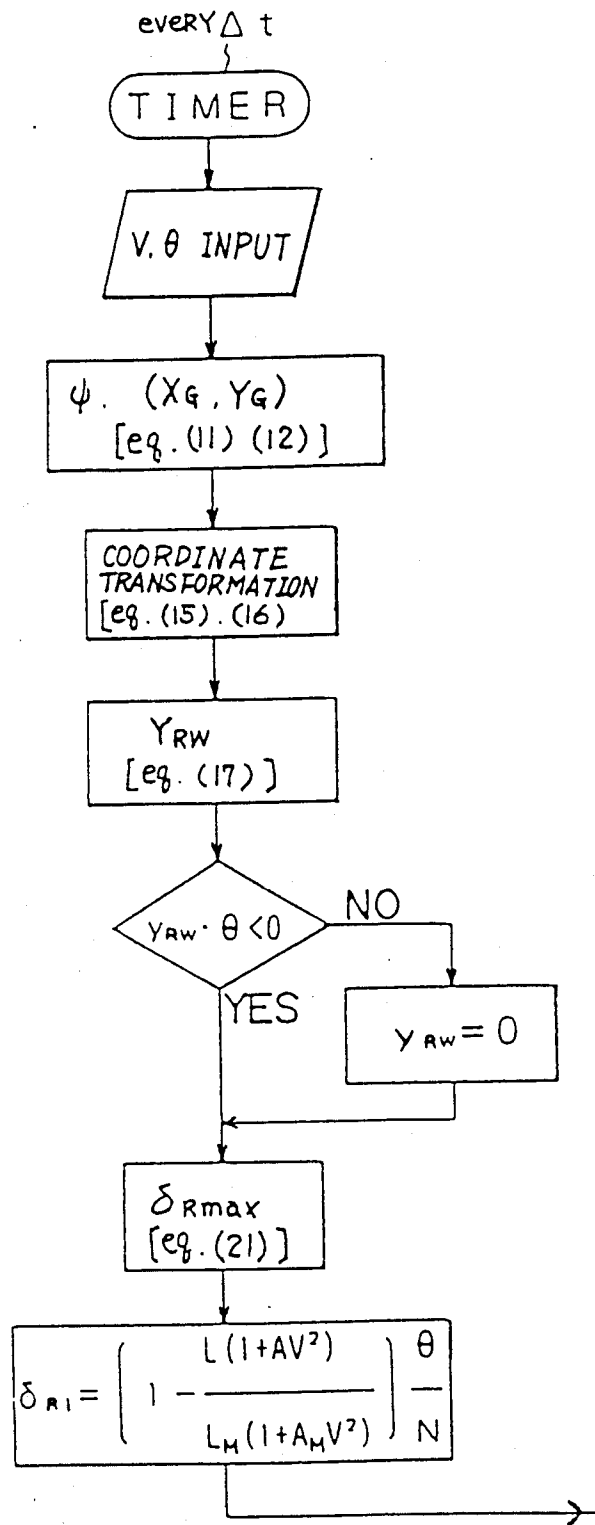 eveRY Δ t
TIMER
V. θ INPUT
ψ. (XG, YG)
[eq. (11) (12)]
COORDINATE
TRANSFORMATION
[eq. (15). (16)
YRW
[eq. (17)]
yRW · θ <0
NO
YES
yRW = 0
δRmax
[eq. (21)]
δR1 = ( 1 - L(1+AV²) / LM(1+AMV²) ) θ / N